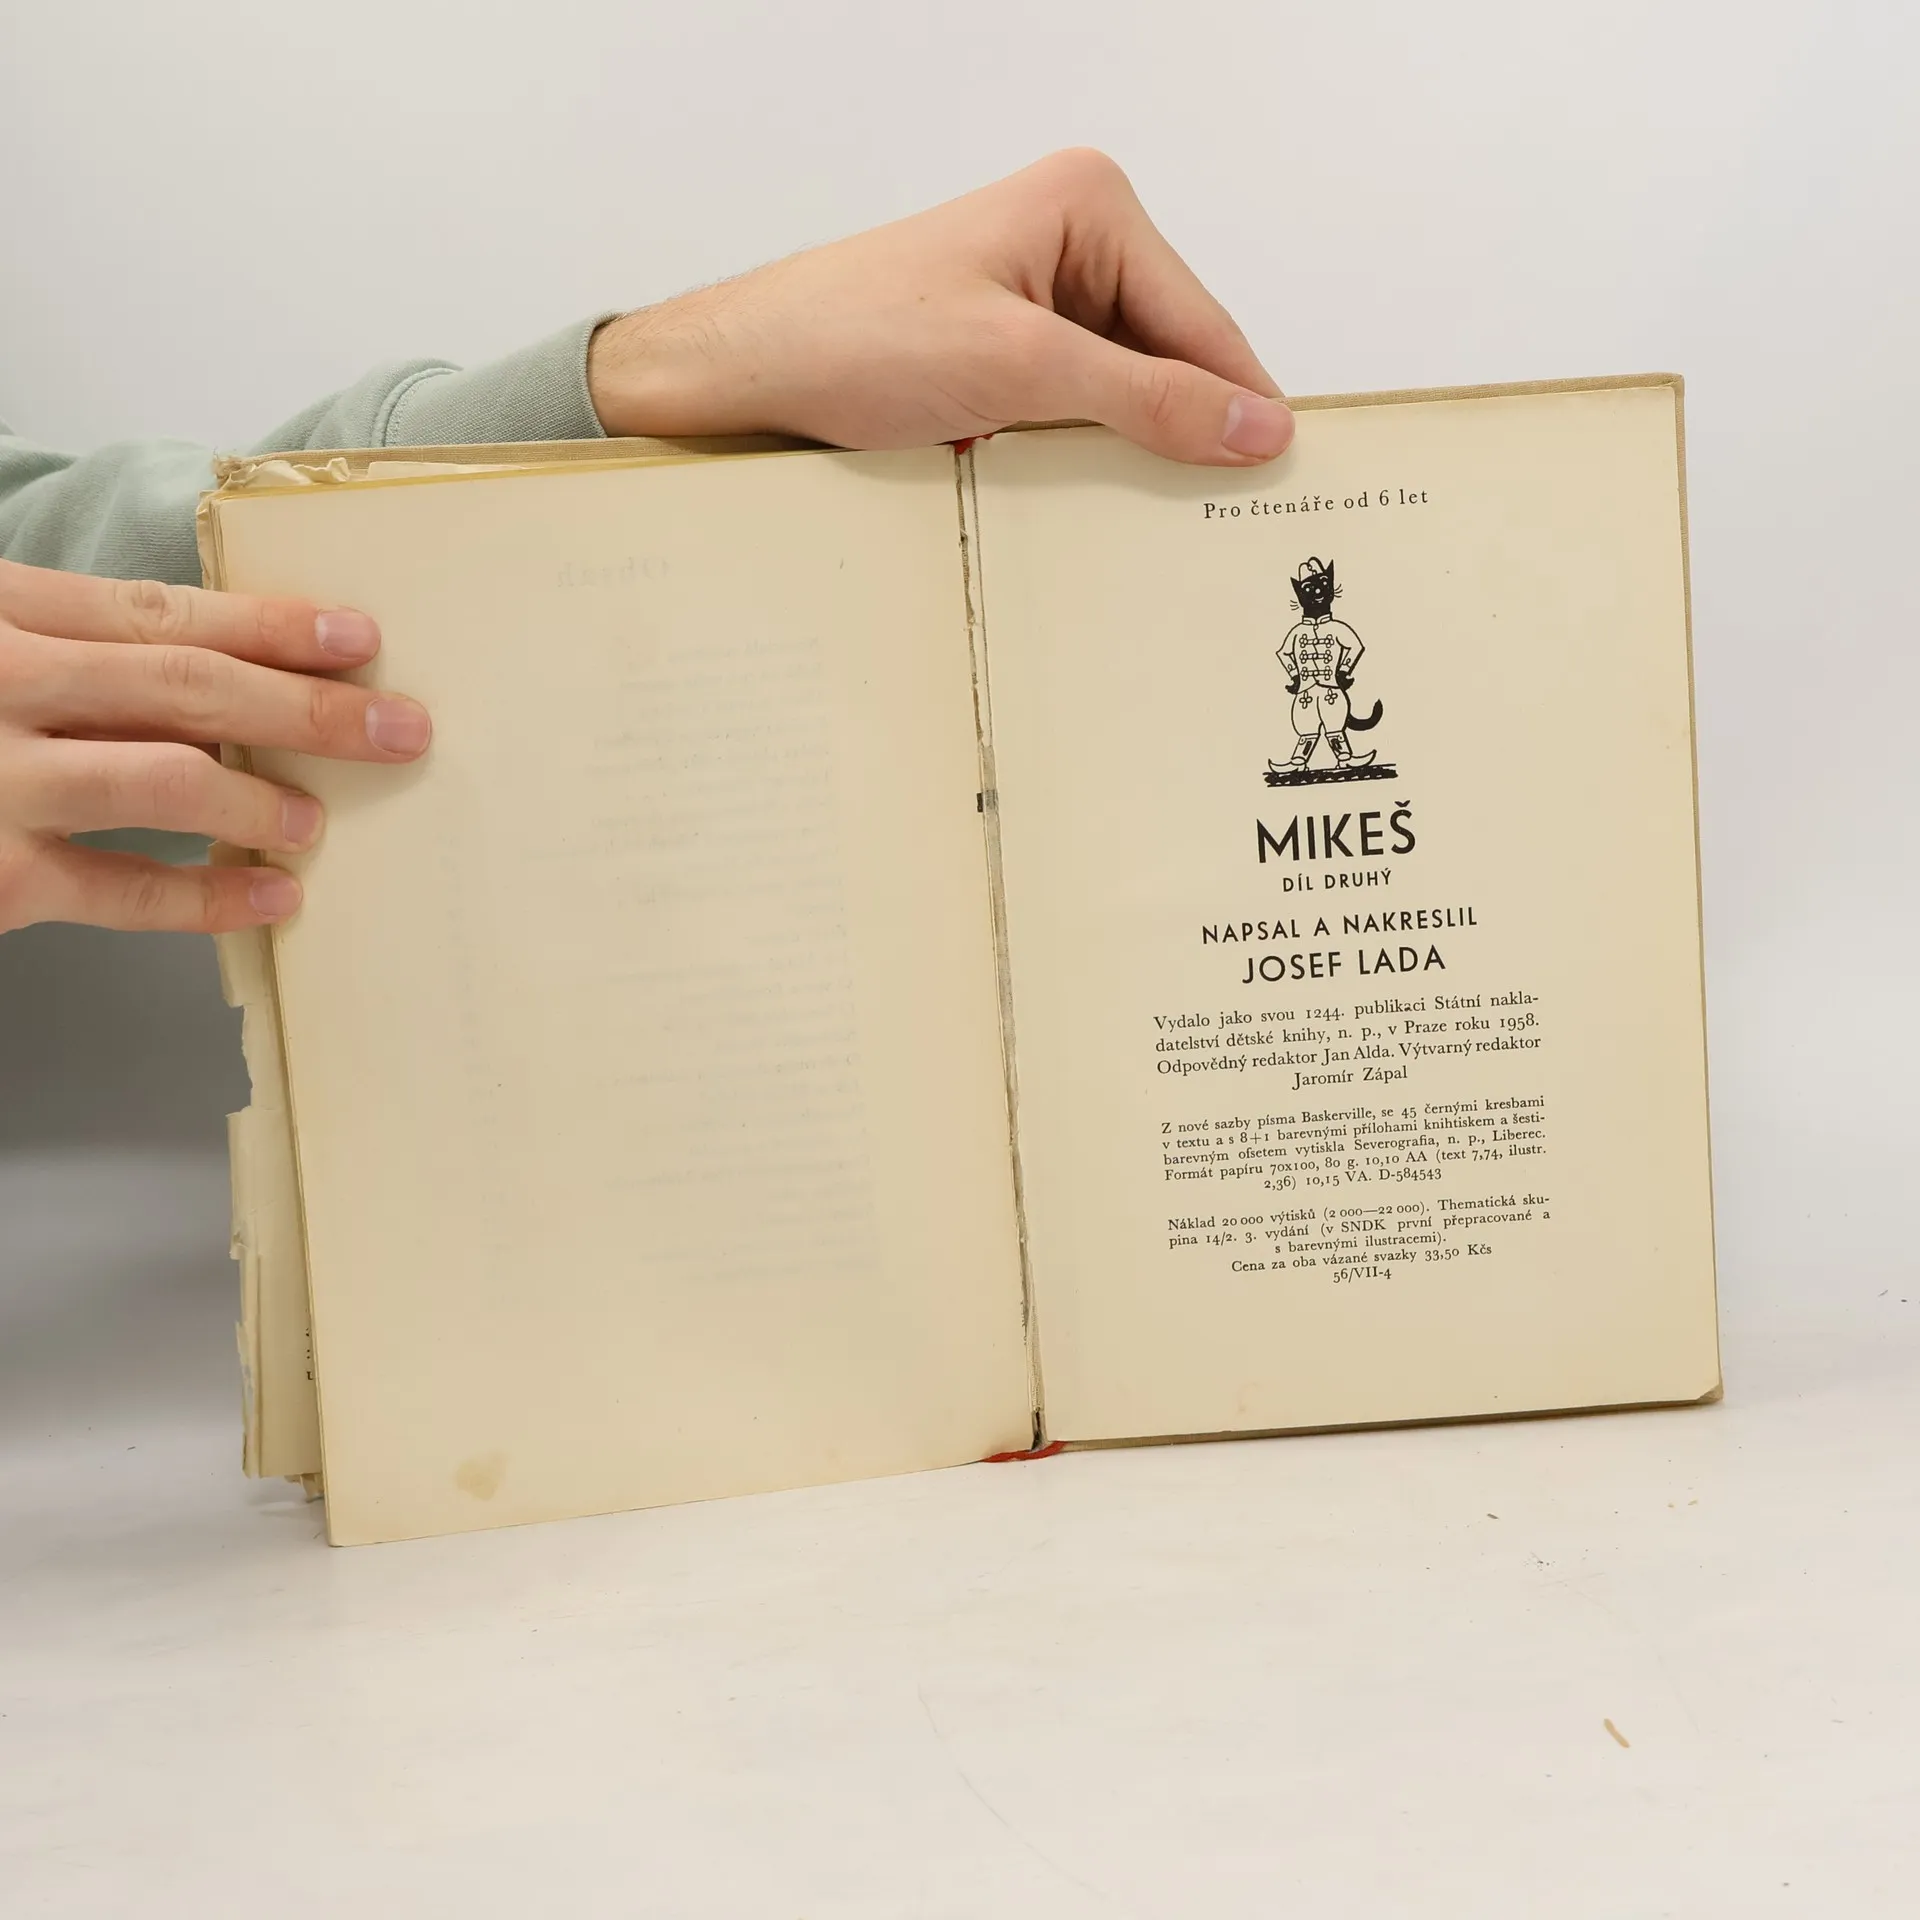 Pro čtenáře od 6 let
MIKEŠ
DÍL DRUHÝ
NAPSAL A NAKRESLIL
JOSEF LADA
Vydalo jako svou 1244. publikaci Státní nakla-
datelství dětské knihy, n. p., v Praze roku 1958.
Odpovědný redaktor Jan Alda. Výtvarný redaktor
Jaromír Zápal
Z nové sazby písma Baskerville, se 45 černými kresbami
v textu a s 8+1 barevnými přílohami knihtiskem a šesti-
barevným ofsetem vytiskla Severografia, n. p., Liberec.
Formát papíru 70x100, 80 g. 10,10 AA (text 7,74, ilustr.
2,36) 10,15 VA. D-584543
Náklad 20 000 výtisků (2 000—22 000). Thematická sku-
pina 14/2. 3. vydání (v SNDK první přepracované a
s barevnými ilustracemi).
Cena za oba vázané svazky 33,50 Kčs
56/VII-4